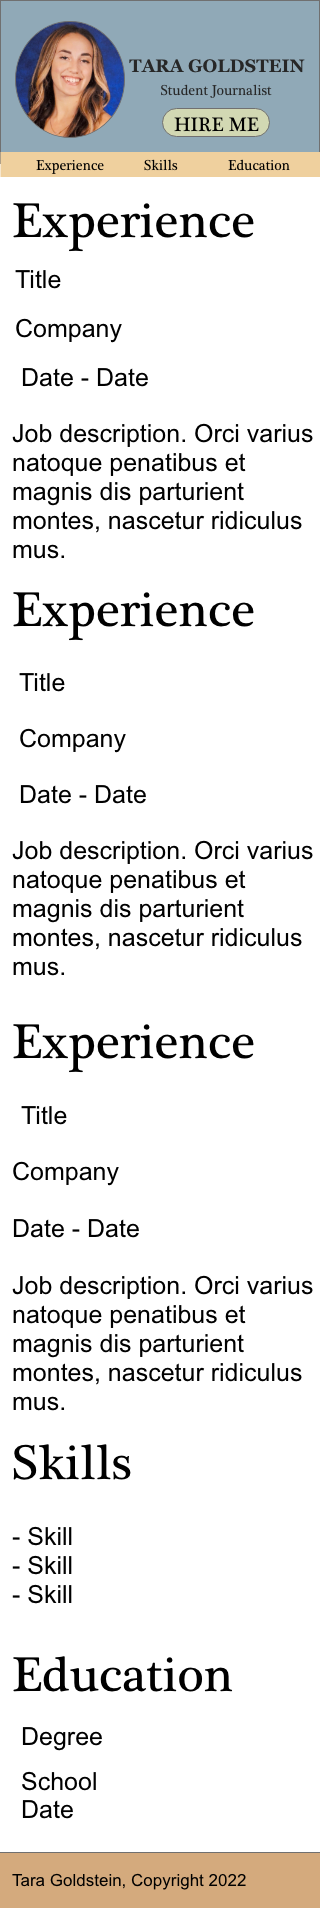 TARA GOLDSTEIN
Student Journalist
HIRE ME
Experience Skills Education
Experience
Title
Company
Date - Date
Job description. Orci varius
natoque penatibus et
magnis dis parturient
montes, nascetur ridiculus
mus.
Experience
Title
Company
Date - Date
Job description. Orci varius
natoque penatibus et
magnis dis parturient
montes, nascetur ridiculus
mus.
Experience
Title
Company
Date - Date
Job description. Orci varius
natoque penatibus et
magnis dis parturient
montes, nascetur ridiculus
mus.
Skills
- Skill
- Skill
- Skill
Education
Degree
School
Date
Tara Goldstein, Copyright 2022